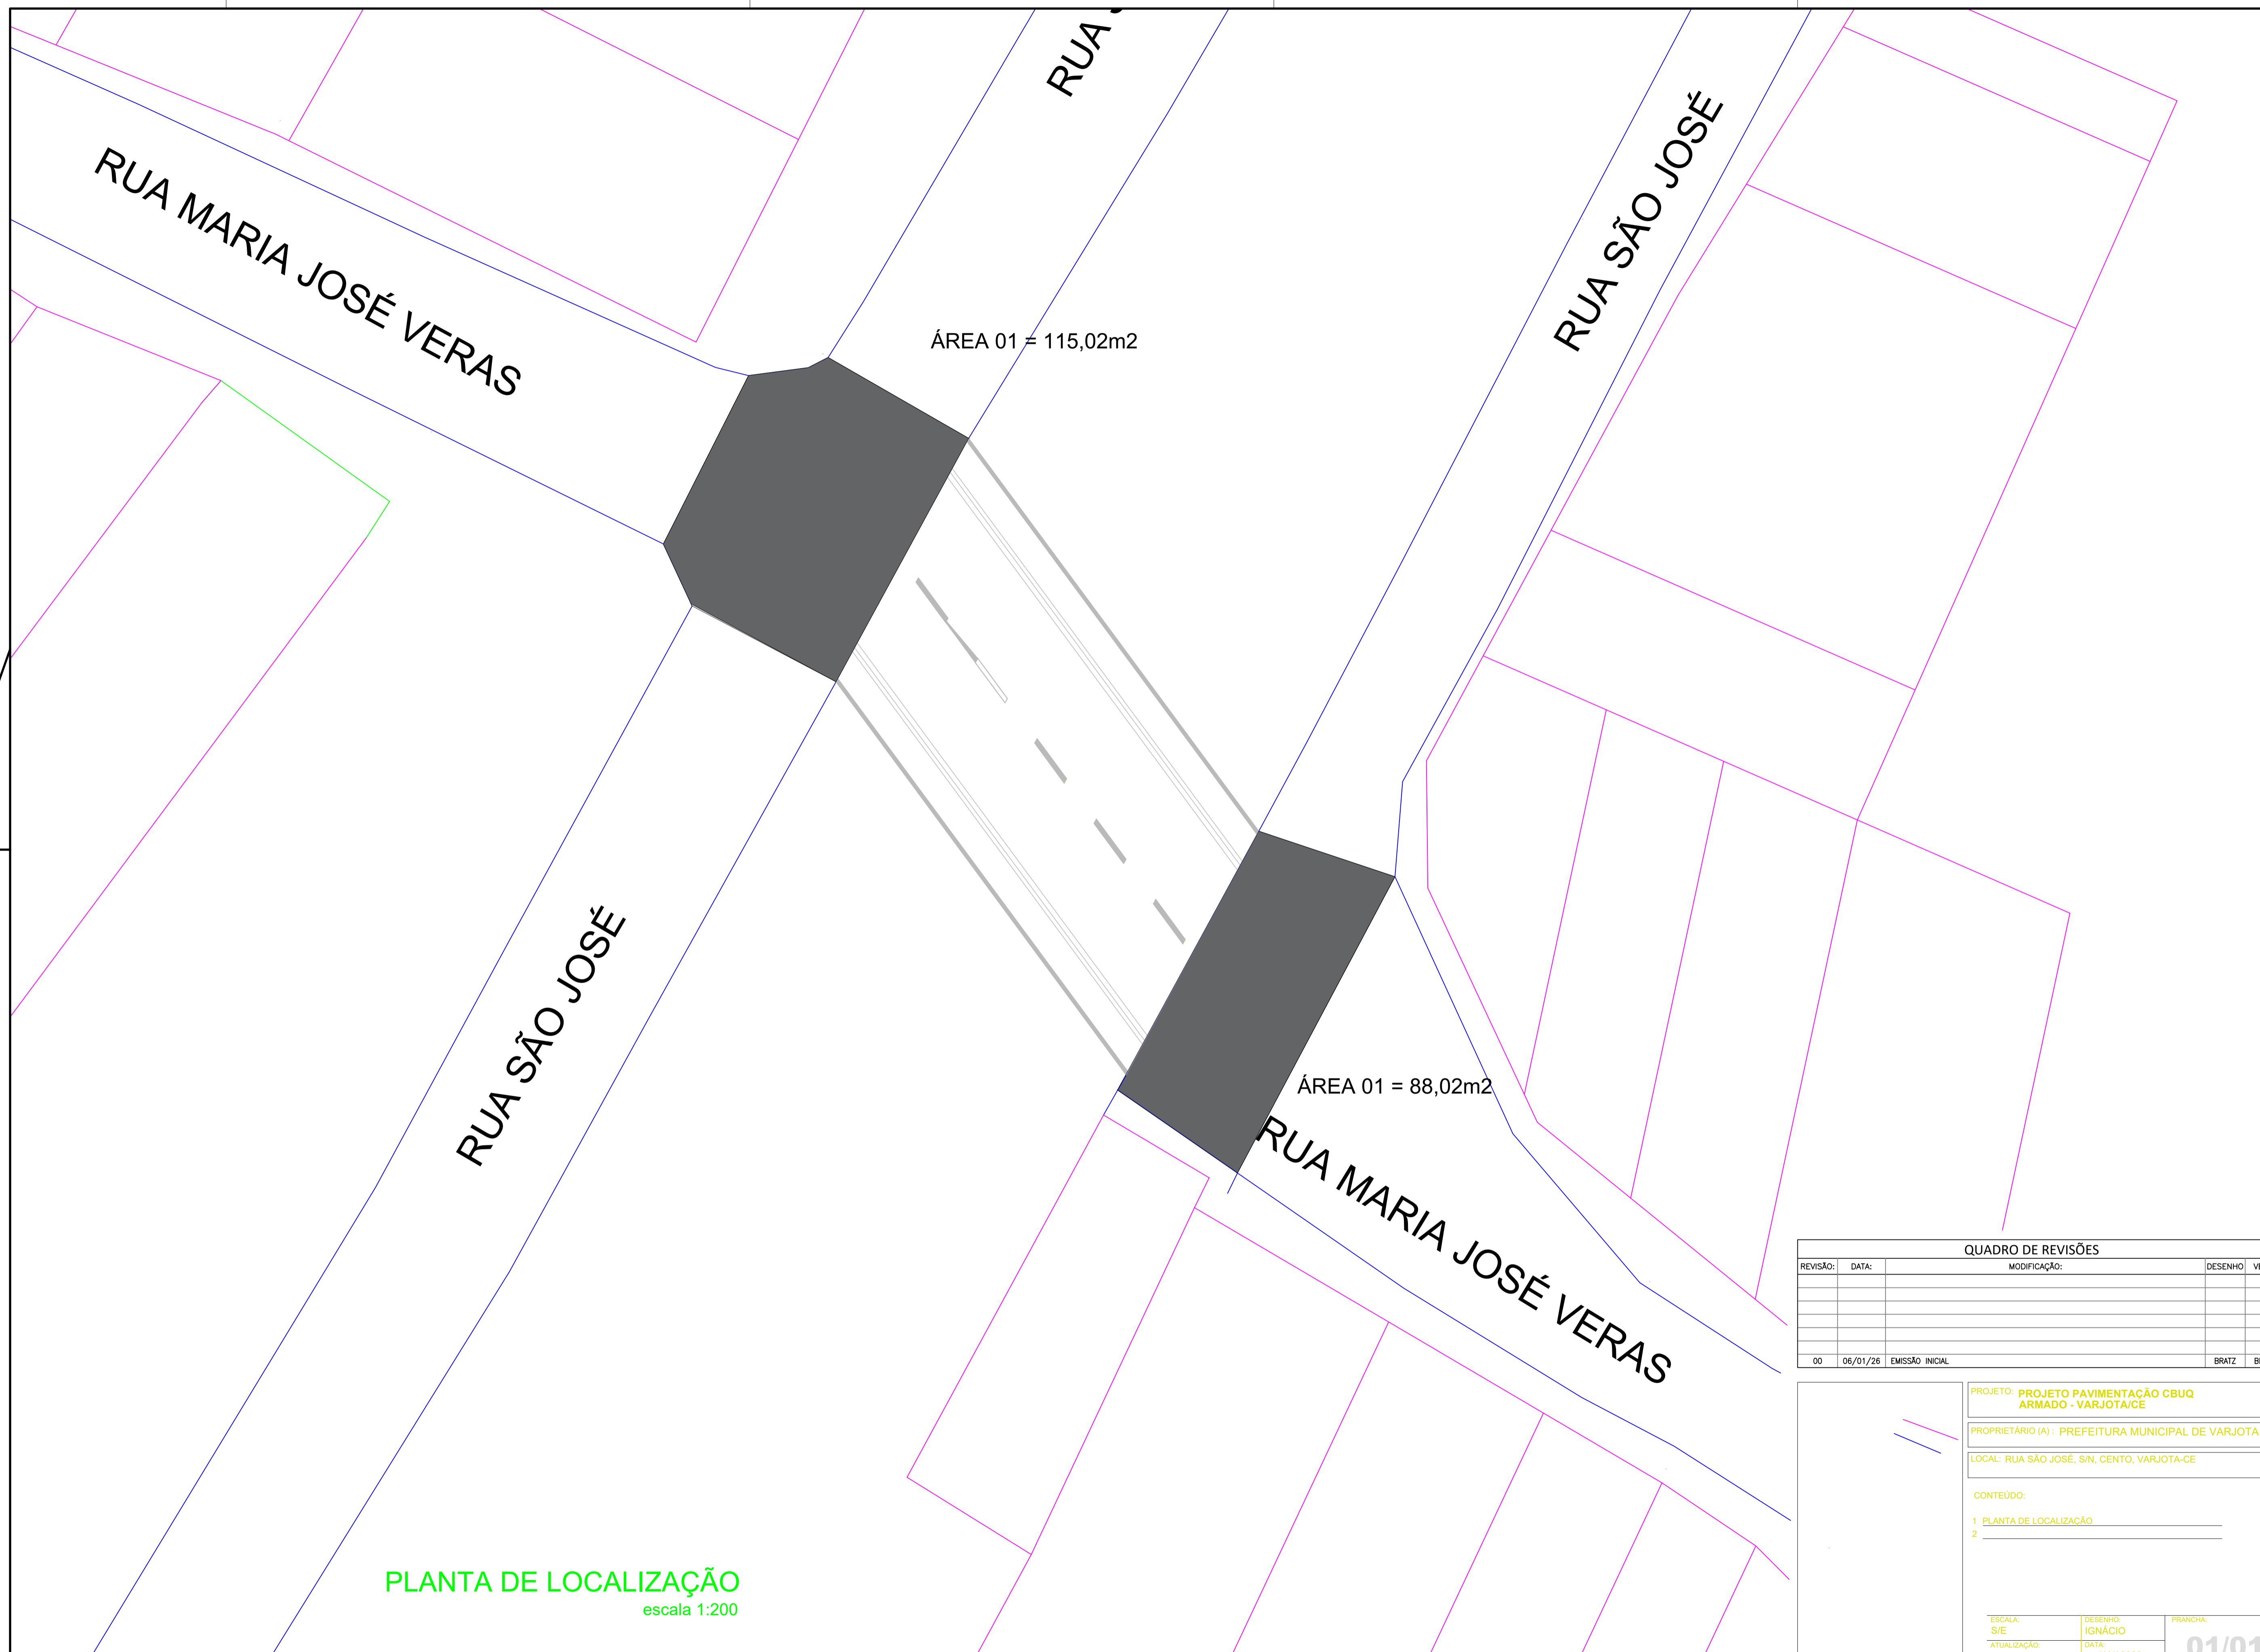 RUA
RUA SÃO JOSÉ
RUA MARIA JOSÉ VERAS
ÁREA 01 = 115,02m2
RUA SÃO JOSÉ
ÁREA 01 = 88,02m2
RUA MARIA JOSÉ VERAS
PLANTA DE LOCALIZAÇÃO
escala 1:200
QUADRO DE REVISÕES
REVISÃO: DATA: MODIFICAÇÃO: DESENHO
00 06/01/26 EMISSÃO INICIAL BRATZ
PROJETO: PROJETO PAVIMENTAÇÃO CBUQ
ARMADO - VARJOTA/CE
PROPRIETÁRIO (A) : PREFEITURA MUNICIPAL DE VARJOTA
LOCAL: RUA SÃO JOSÉ, S/N, CENTO, VARJOTA-CE
CONTEÚDO:
1 PLANTA DE LOCALIZAÇÃO
2
ESCALA: DESENHO: PRANCHA:
S/E IGNÁCIO
ATUALIZAÇÃO: DATA:
01/01